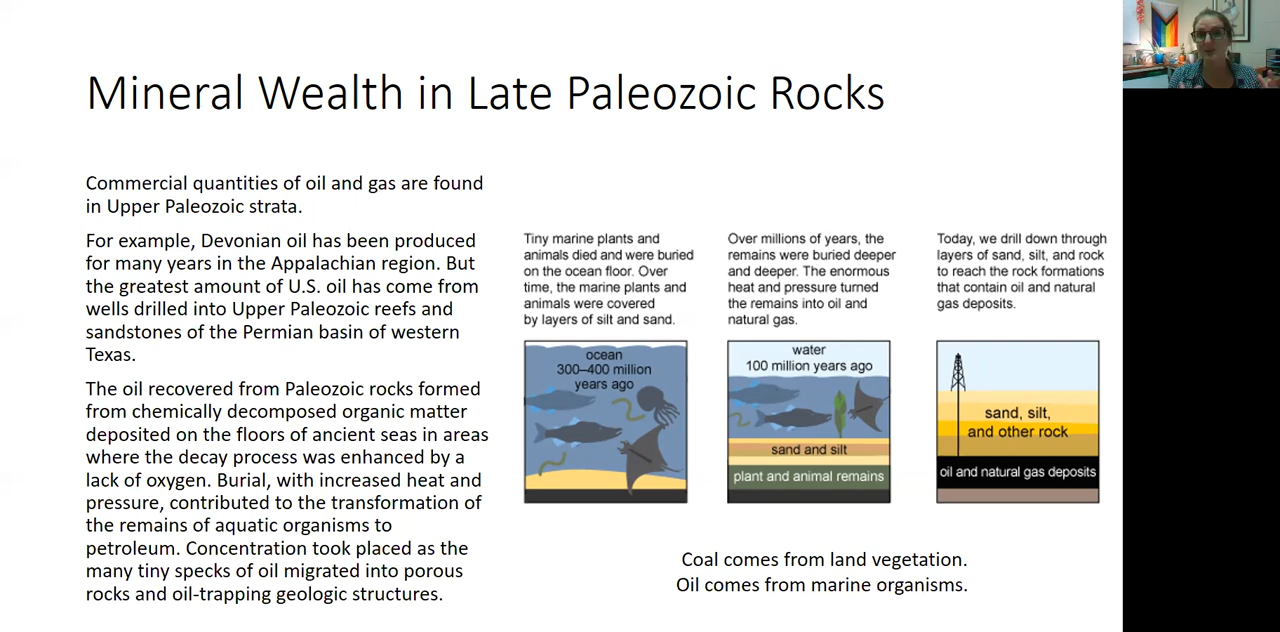 Mineral Wealth in Late Paleozoic Rocks
Commercial quantities of oil and gas are found
in Upper Paleozoic strata.
For example, Devonian oil has been produced
for many years in the Appalachian region. But
the greatest amount of U.S. oil has come from
wells drilled into Upper Paleozoic reefs and
sandstones of the Permian basin of western
Texas.
The oil recovered from Paleozoic rocks formed
from chemically decomposed organic matter
deposited on the floors of ancient seas in areas
where the decay process was enhanced by a
lack of oxygen. Burial, with increased heat and
pressure, contributed to the transformation of
the remains of aquatic organisms to
petroleum. Concentration took placed as the
many tiny specks of oil migrated into porous
rocks and oil-trapping geologic structures.
Tiny marine plants and
animals died and were buried
on the ocean floor. Over
time, the marine plants and
animals were covered
by layers of silt and sand.
ocean
300–400 million
years ago
Over millions of years, the
remains were buried deeper
and deeper. The enormous
heat and pressure turned
the remains into oil and
natural gas.
water
100 million years ago
sand and silt
plant and animal remains
Today, we drill down through
layers of sand, silt, and rock
to reach the rock formations
that contain oil and natural
gas deposits.
sand, silt,
and other rock
oil and natural gas deposits
Coal comes from land vegetation.
Oil comes from marine organisms.